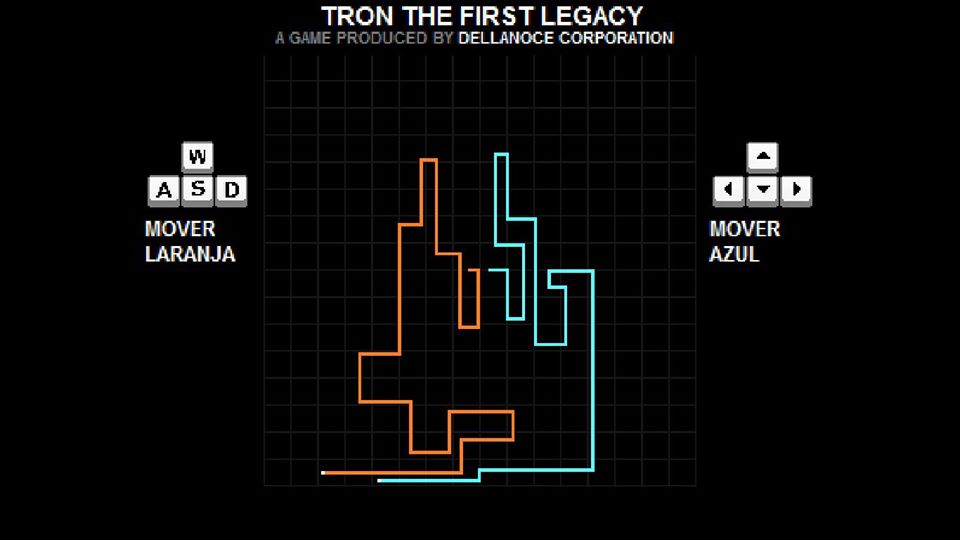 TRON THE FIRST LEGACY
A GAME PRODUCED BY DELLANOCE CORPORATION
W
A S D
MOVER
LARANJA
MOVER
AZUL